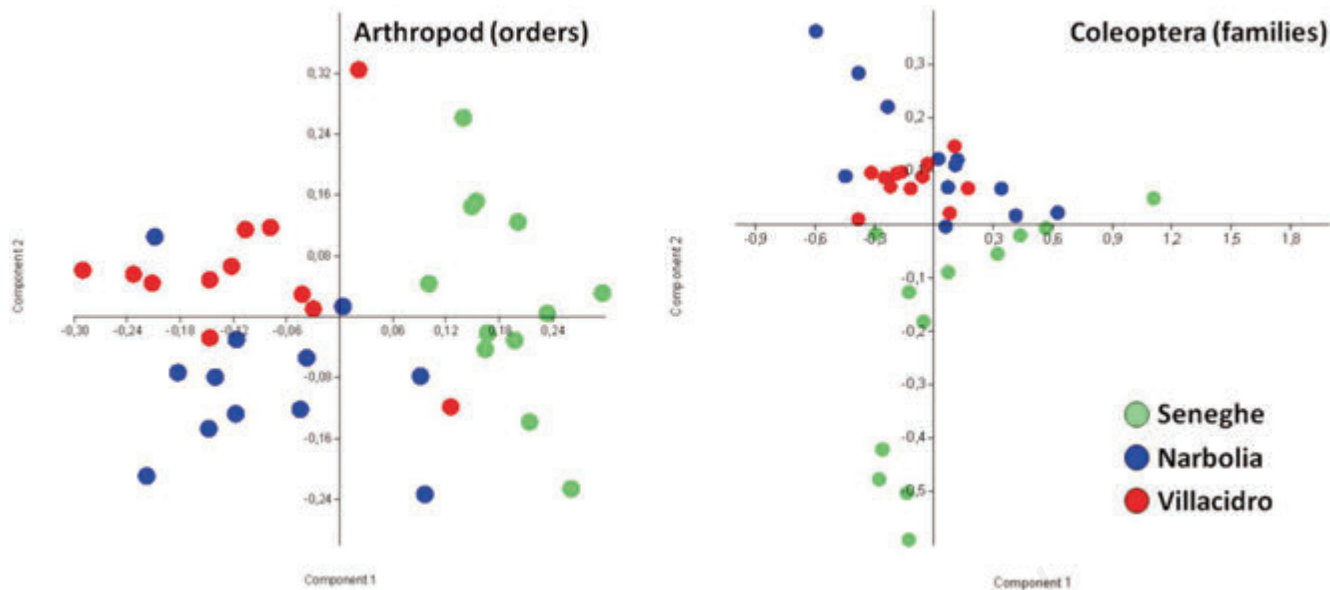 Arthropod (orders)
0,32
0,24
0,16
0,08
-0,30 -0,24 -0,18 -0,12 -0,06 0,06 0,12 0,18 0,24
-0,08
-0,16
-0,24
Component 2
Component 1
Coleoptera (families)
0,3
0,2
0,1
-0,9 -0,6 -0,3 0,3 0,6 0,9 1,2 1,5 1,8
-0,1
-0,2
-0,3
-0,4
-0,5
Component 2
Component 1
Seneghe
Narbolia
Villacidro